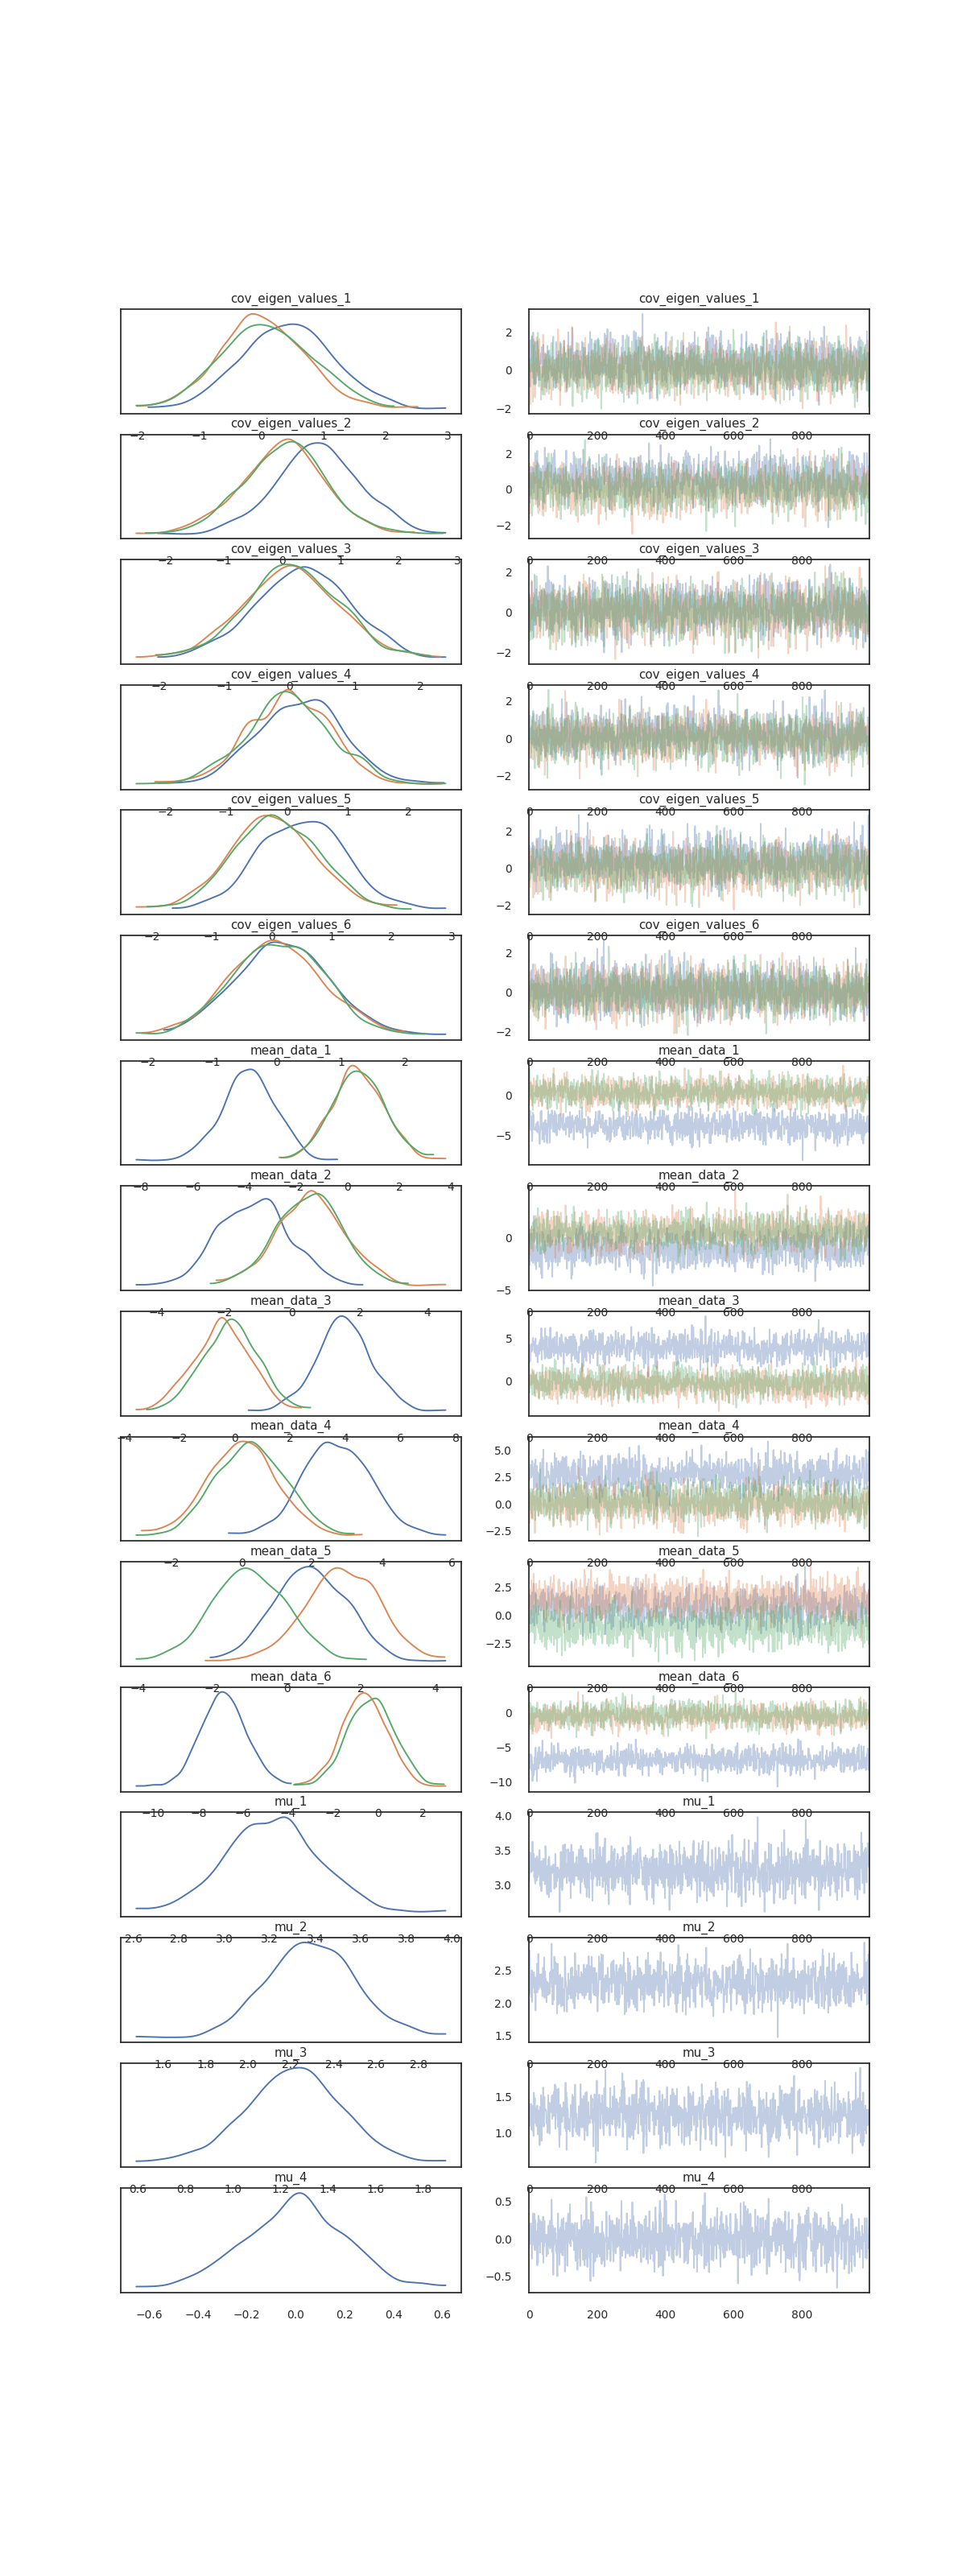 cov_eigen_values_1 cov_eigen_values_1
2
0
−2
−2 −1 0 1 2 3 0 200 400 600 800
cov_eigen_values_2 cov_eigen_values_2
2
0
−2
−2 −1 0 1 2 3 0 200 400 600 800
cov_eigen_values_3 cov_eigen_values_3
2
0
−2
−2 −1 0 1 2 0 200 400 600 800
cov_eigen_values_4 cov_eigen_values_4
2
0
−2
−2 −1 0 1 2 0 200 400 600 800
cov_eigen_values_5 cov_eigen_values_5
2
0
−2
−2 −1 0 1 2 3 0 200 400 600 800
cov_eigen_values_6 cov_eigen_values_6
2
0
−2
−2 −1 0 1 2 0 200 400 600 800
mean_data_1 mean_data_1
0
−5
−8 −6 −4 −2 0 2 4 0 200 400 600 800
mean_data_2 mean_data_2
0
−5
−4 −2 0 2 4 0 200 400 600 800
mean_data_3 mean_data_3
5
0
−4 −2 0 2 4 6 8 0 200 400 600 800
mean_data_4 mean_data_4
5.0
2.5
0.0
−2.5
−2 0 2 4 6 0 200 400 600 800
mean_data_5 mean_data_5
2.5
0.0
−2.5
−4 −2 0 2 4 0 200 400 600 800
mean_data_6 mean_data_6
0
−5
−10
−10 −8 −6 −4 −2 0 2 0 200 400 600 800
mu_1 mu_1
4.0
3.5
3.0
2.6 2.8 3.0 3.2 3.4 3.6 3.8 4.0 0 200 400 600 800
mu_2 mu_2
2.5
2.0
1.5
1.6 1.8 2.0 2.2 2.4 2.6 2.8 0 200 400 600 800
mu_3 mu_3
1.5
1.0
0.6 0.8 1.0 1.2 1.4 1.6 1.8 0 200 400 600 800
mu_4 mu_4
0.5
0.0
−0.5
−0.6 −0.4 −0.2 0.0 0.2 0.4 0.6 0 200 400 600 800